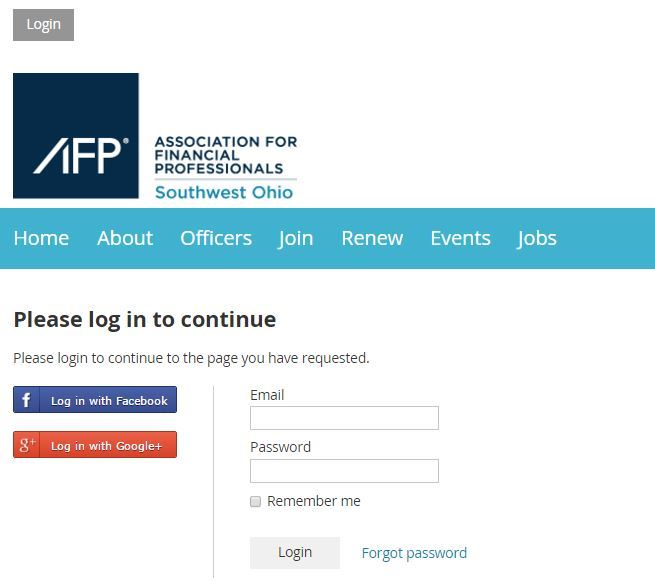 Login
AFP®
ASSOCIATION FOR
FINANCIAL
PROFESSIONALS
Southwest Ohio
Home About Officers Join Renew Events Jobs
Please log in to continue
Please login to continue to the page you have requested.
f Log in with Facebook
g+ Log in with Google+
Email
Password
Remember me
Login Forgot password